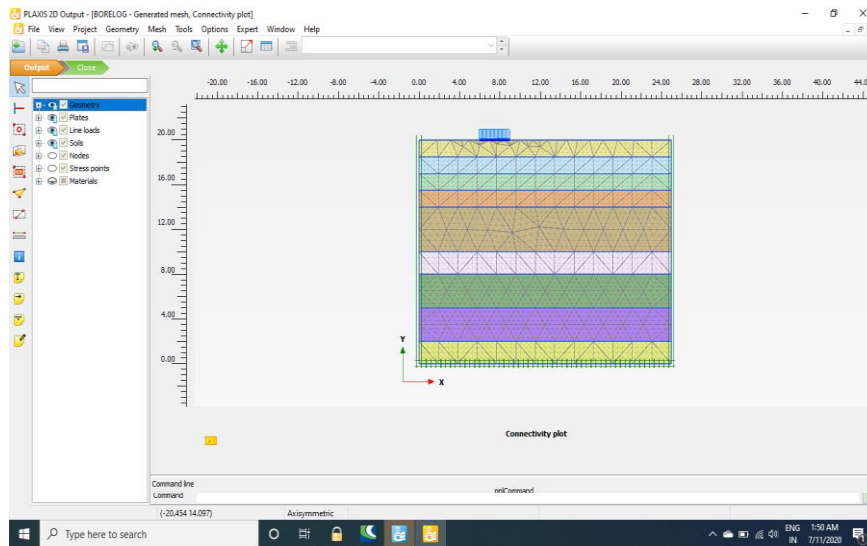 PLAXIS 2D Output - [BORELOG - Generated mesh, Connectivity plot]
File View Project Geometry Mesh Tools Options Expert Window Help
Output Close
-20.00 -16.00 -12.00 -8.00 -4.00 0.00 4.00 8.00 12.00 16.00 20.00 24.00 28.00 32.00 36.00 40.00 44.0
Geometry
Plates
Line loads
Soils
Nodes
Stress points
Materials
20.00
16.00
12.00
8.00
4.00
0.00
Y
X
Connectivity plot
Command line
Command
(-20.454 14.097) Axisymmetric
Type here to search
ENG 1:50 AM
IN 7/11/2020